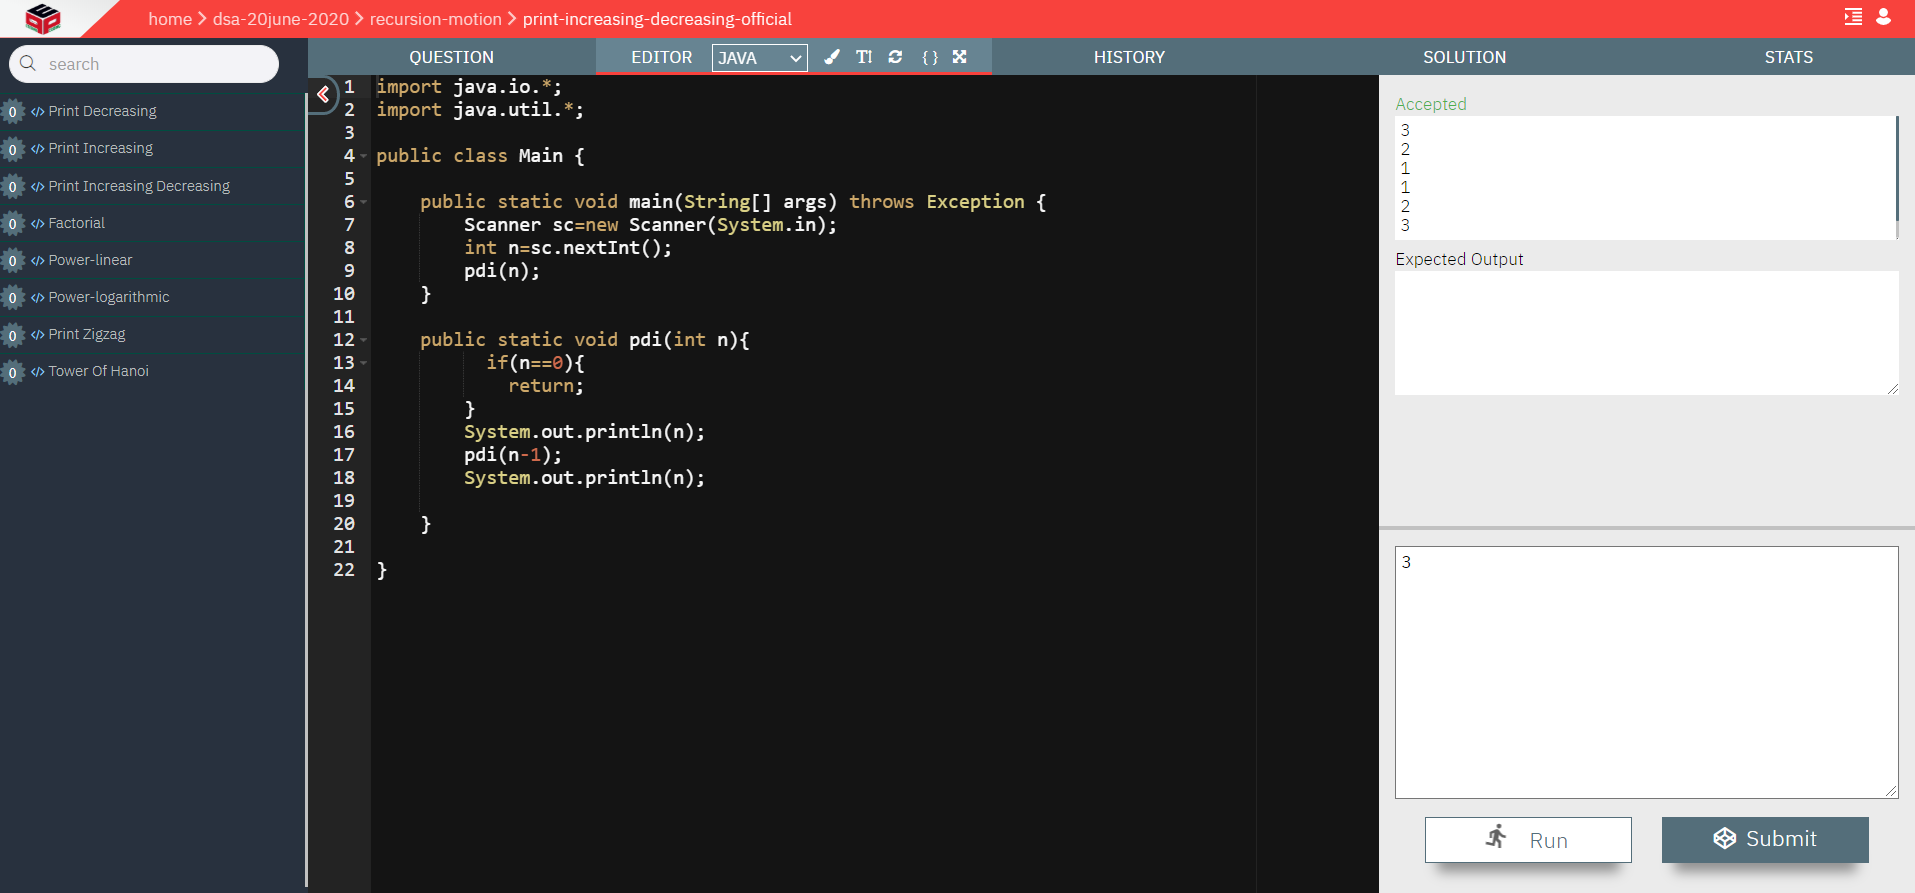 home > dsa-20june-2020 > recursion-motion > print-increasing-decreasing-official
search
0 </> Print Decreasing
0 </> Print Increasing
0 </> Print Increasing Decreasing
0 </> Factorial
0 </> Power-linear
0 </> Power-logarithmic
0 </> Print Zigzag
0 </> Tower Of Hanoi
QUESTION EDITOR JAVA { } HISTORY SOLUTION STATS
1 import java.io.*;
2 import java.util.*;
3
4 public class Main {
5
6     public static void main(String[] args) throws Exception {
7         Scanner sc=new Scanner(System.in);
8         int n=sc.nextInt();
9         pdi(n);
10     }
11
12     public static void pdi(int n){
13           if(n==0){
14             return;
15         }
16         System.out.println(n);
17         pdi(n-1);
18         System.out.println(n);
19
20     }
21
22 }
Accepted
3
2
1
1
2
3
Expected Output
3
Run
Submit